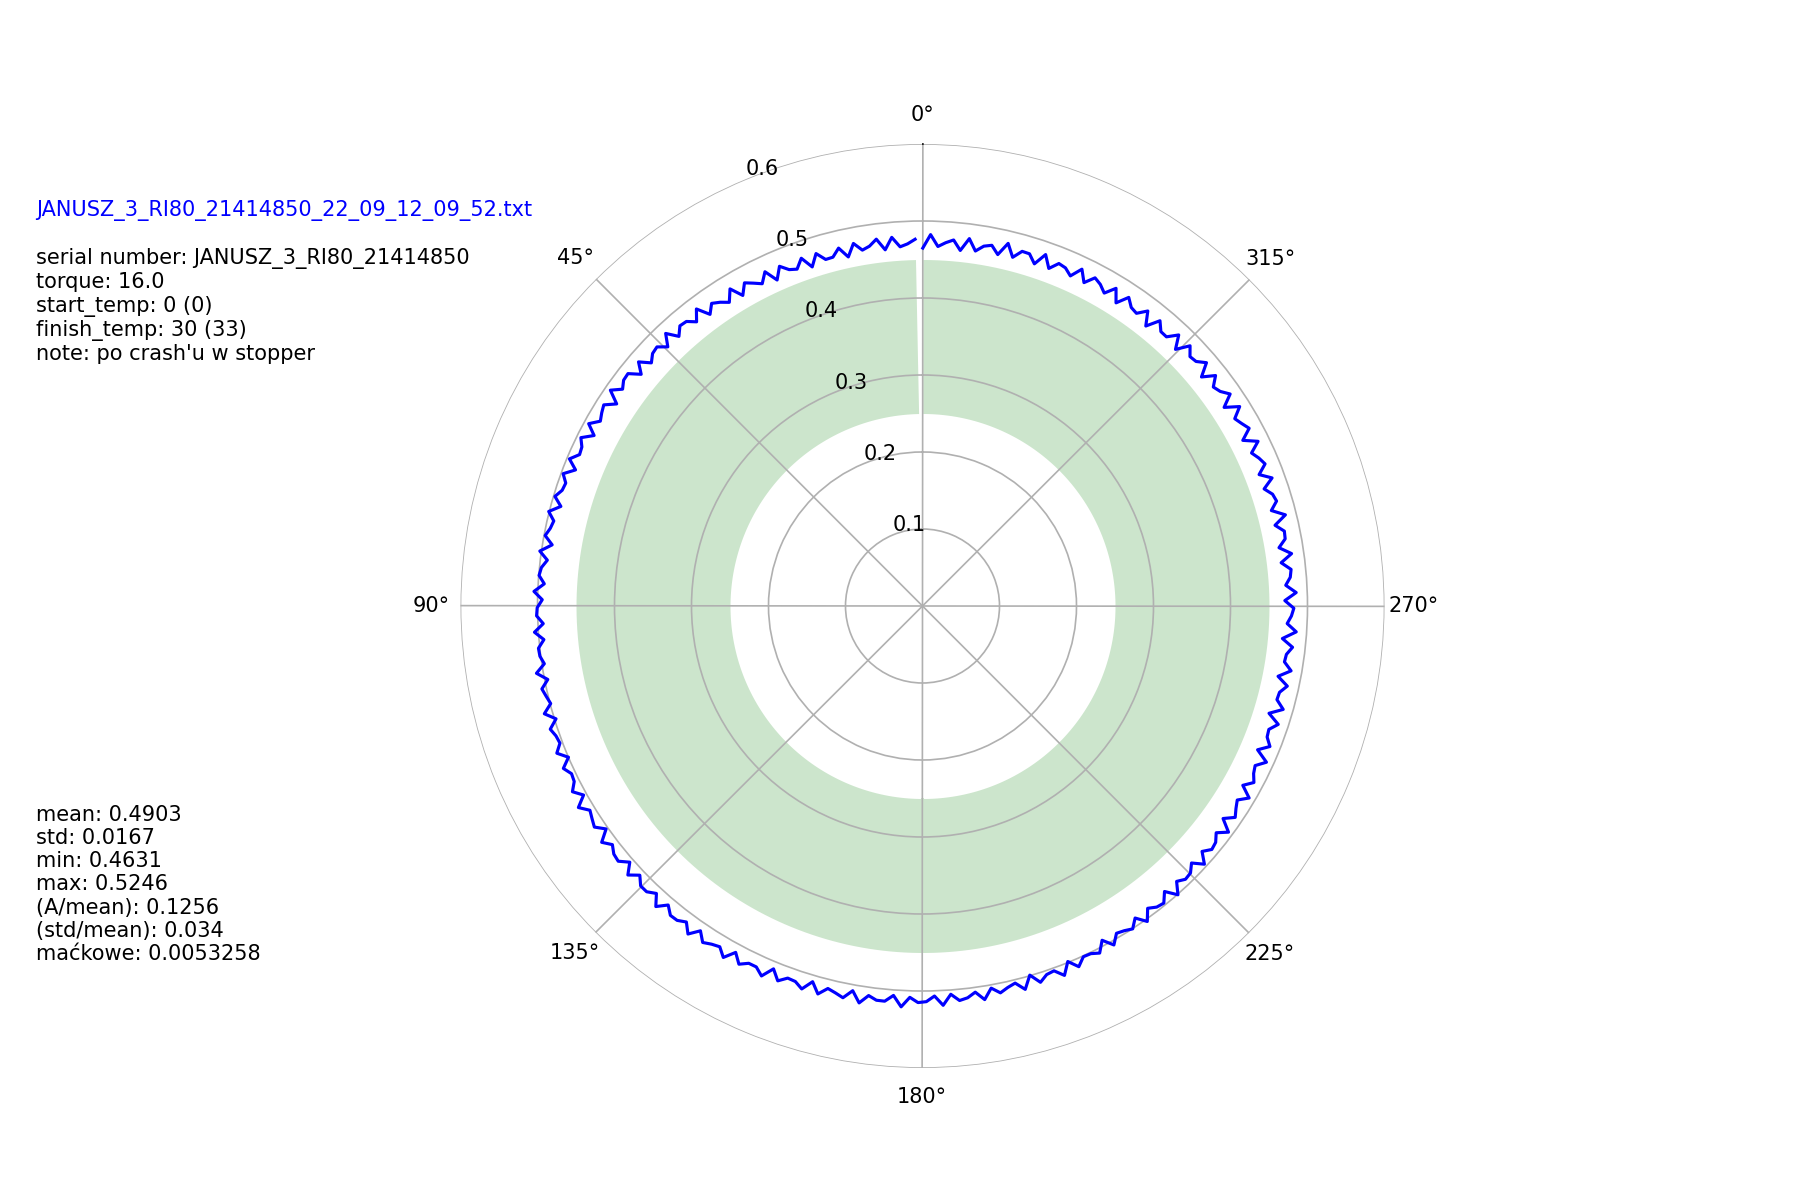 0°
0.6
JANUSZ_3_RI80_21414850_22_09_12_09_52.txt
0.5
45°
315°
serial number: JANUSZ_3_RI80_21414850
torque: 16.0
start_temp: 0 (0)
finish_temp: 30 (33)
note: po crash'u w stopper
0.4
0.3
0.2
0.1
90°
270°
mean: 0.4903
std: 0.0167
min: 0.4631
max: 0.5246
(A/mean): 0.1256
(std/mean): 0.034
maćkowe: 0.0053258
135°
225°
180°